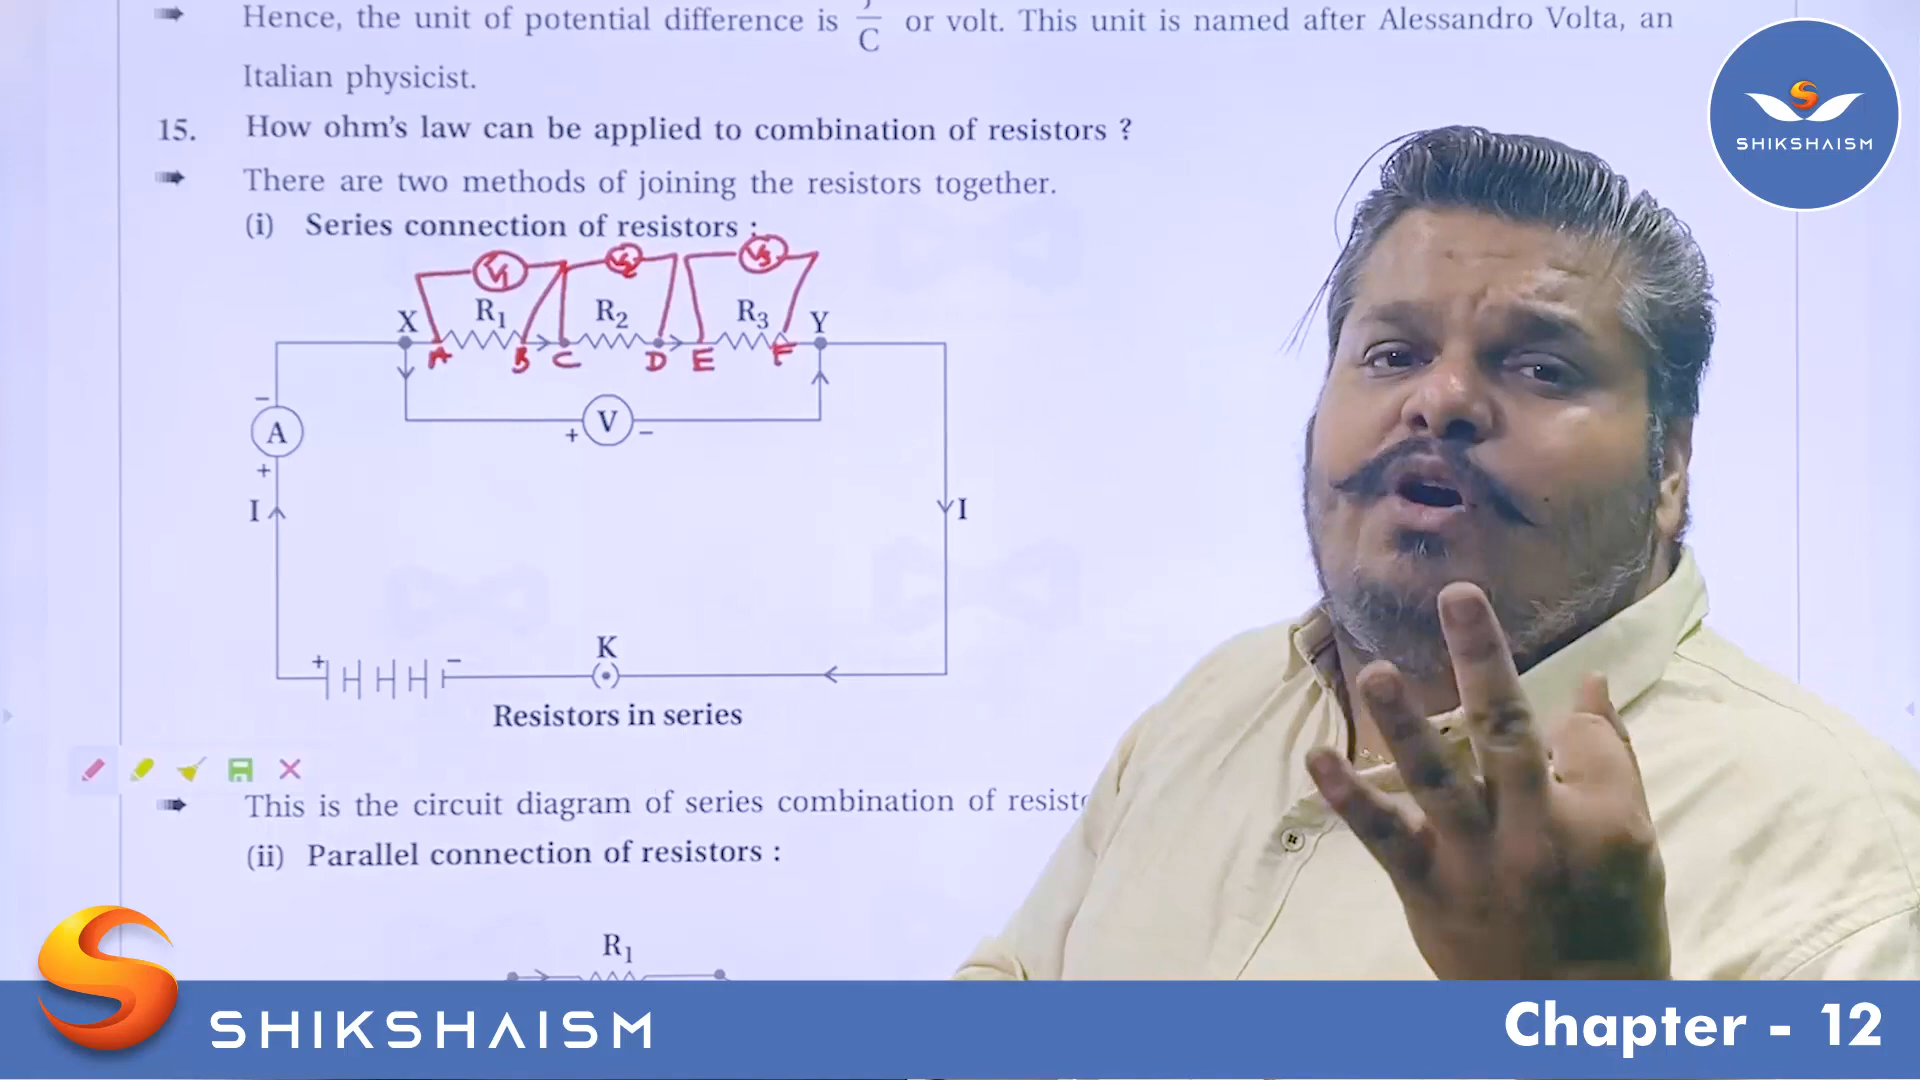 Hence, the unit of potential difference is J/C or volt. This unit is named after Alessandro Volta, an
Italian physicist.
SHIKSHAISM
15. How ohm's law can be applied to combination of resistors ?
There are two methods of joining the resistors together.
(i) Series connection of resistors :
V1 V2 V3
X R1 R2 R3 Y
A B C D E F
−
A
+ V −
+
I I
K
+ −
Resistors in series
This is the circuit diagram of series combination of
(ii) Parallel connection of resistors :
R1
SHIKSHAISM
Chapter - 12